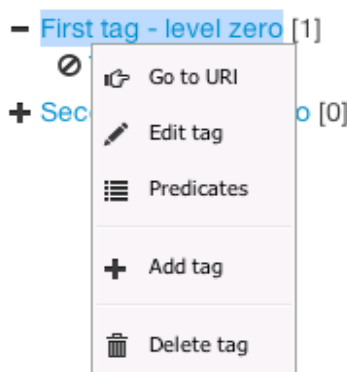 First tag - level zero [1]
Go to URI
Sec o [0]
Edit tag
Predicates
Add tag
Delete tag